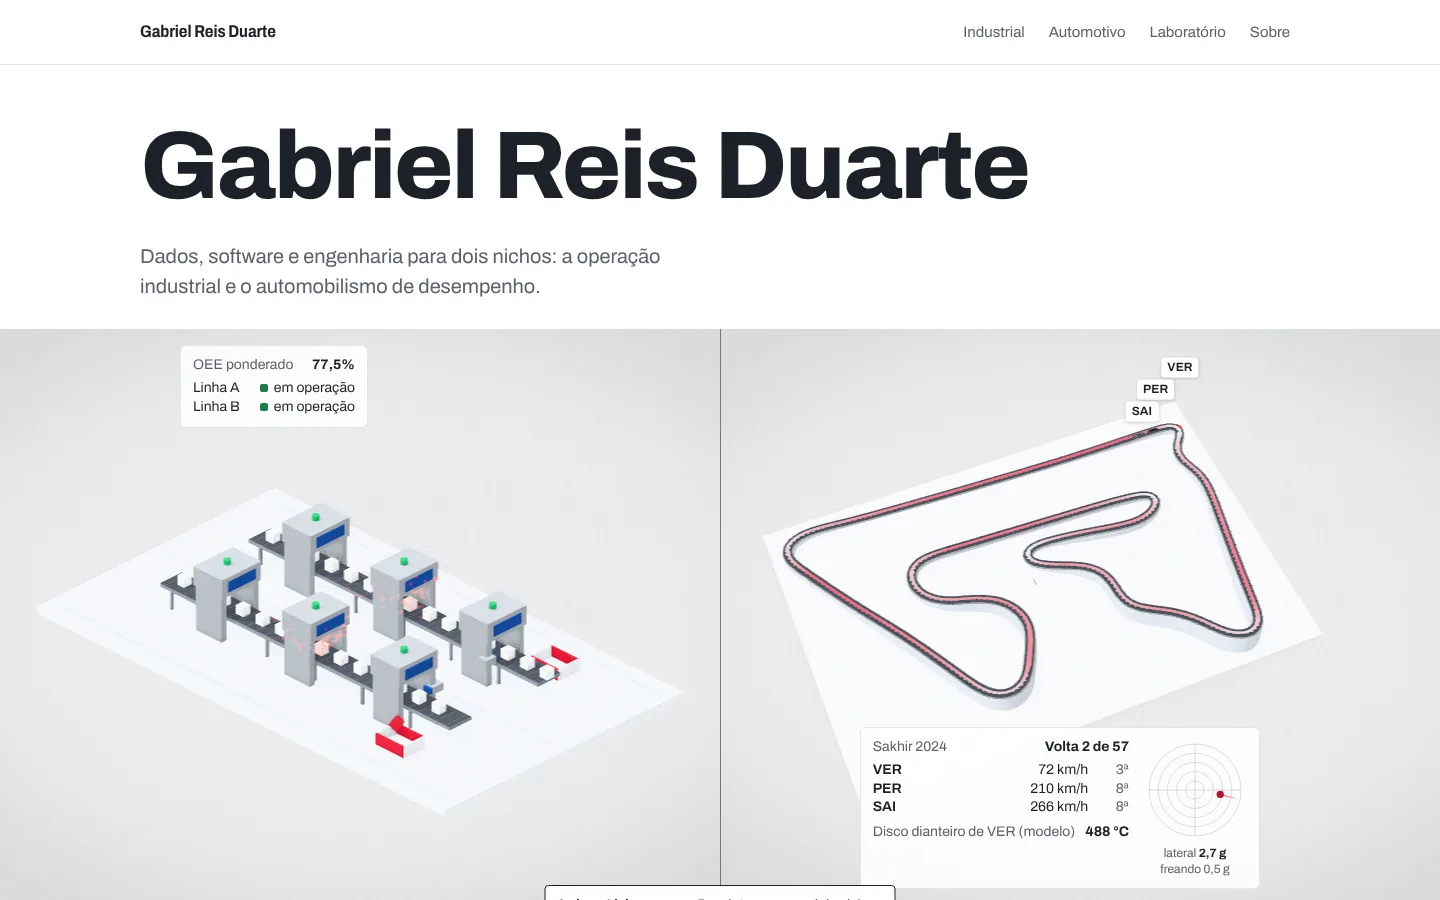 Gabriel Reis Duarte
Industrial Automotivo Laboratório Sobre
Gabriel Reis Duarte
Dados, software e engenharia para dois nichos: a operação
industrial e o automobilismo de desempenho.
OEE ponderado 77,5%
Linha A em operação
Linha B em operação
VER
PER
SAI
Sakhir 2024 Volta 2 de 57
VER 72 km/h 3ª
PER 210 km/h 8ª
SAI 266 km/h 8ª
Disco dianteiro de VER (modelo) 488 °C
lateral 2,7 g
freando 0,5 g